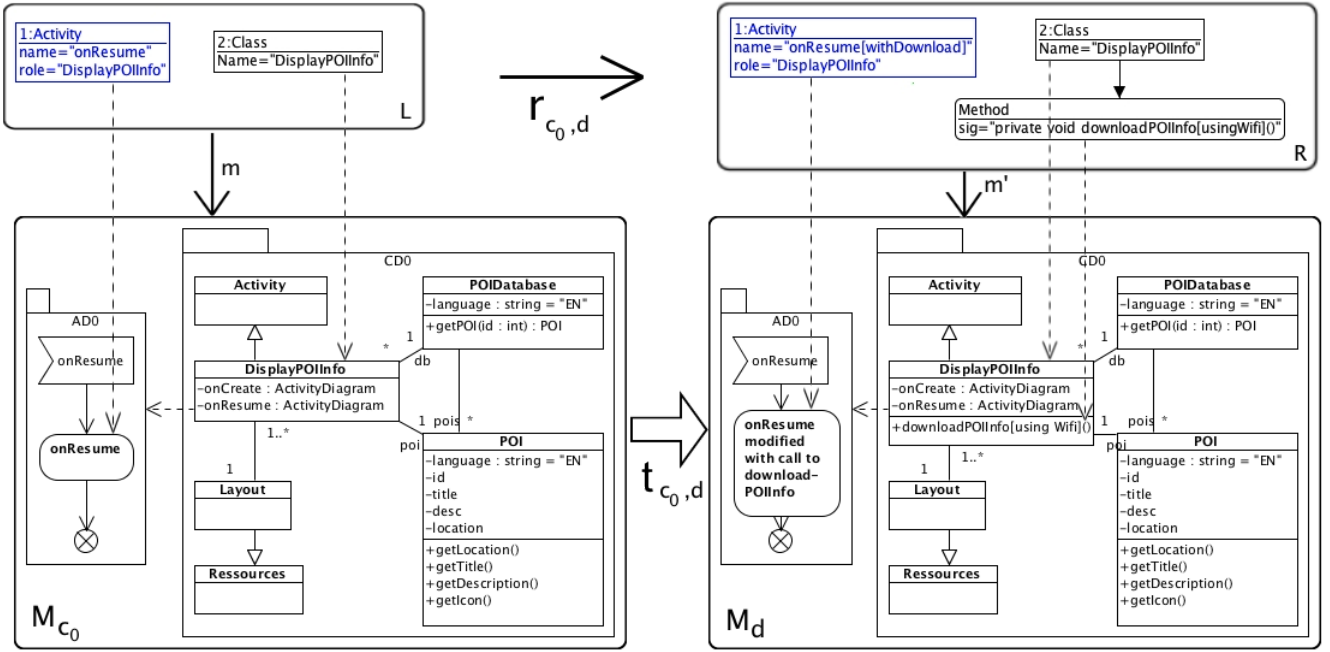 1:Activity
name="onResume"
role="DisplayPOIInfo"
2:Class
Name="DisplayPOIInfo"
L
r c₀,d
1:Activity
name="onResume[withDownload]"
role="DisplayPOIInfo"
2:Class
Name="DisplayPOIInfo"
Method
sig="private void downloadPOIInfo[usingWifi]()"
R
m
m'
CD0
Activity
POIDatabase
-language : string = "EN"
+getPOI(id : int) : POI
AD0
onResume
1
*
db
DisplayPOIInfo
-onCreate : ActivityDiagram
-onResume : ActivityDiagram
1 pois *
poi
1..*
onResume
POI
-language : string = "EN"
-id
-title
-desc
-location
+getLocation()
+getTitle()
+getDescription()
+getIcon()
1
Layout
Ressources
M c₀
t c₀,d
CD0
Activity
POIDatabase
-language : string = "EN"
+getPOI(id : int) : POI
AD0
onResume
1
*
db
DisplayPOIInfo
-onCreate : ActivityDiagram
-onResume : ActivityDiagram
+downloadPOIInfo[using Wifi]()
1 pois *
poi
1..*
onResume
modified
with call to
download-
POIInfo
POI
-language : string = "EN"
-id
-title
-desc
-location
+getLocation()
+getTitle()
+getDescription()
+getIcon()
1
Layout
Ressources
M d